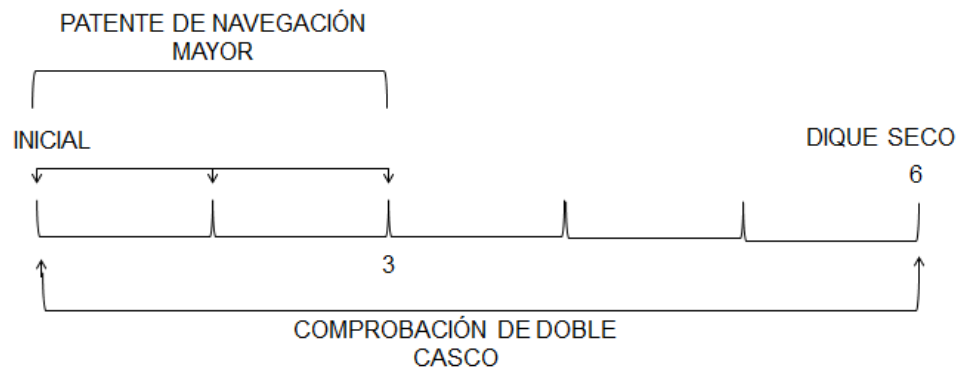 PATENTE DE NAVEGACIÓN
MAYOR
INICIAL
DIQUE SECO
6
3
COMPROBACIÓN DE DOBLE
CASCO